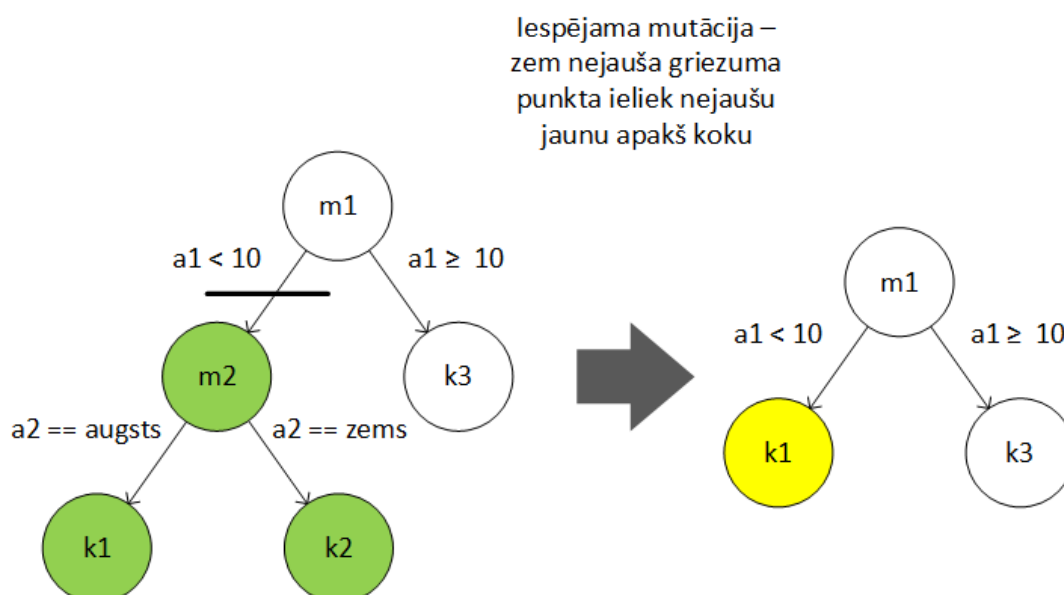 Iespējama mutācija –
zem nejauša griezuma
punkta ieliek nejaušu
jaunu apakš koku
m1
a1 < 10
a1 ≥ 10
m2
k3
a2 == augsts
a2 == zems
k1
k2
m1
a1 < 10
a1 ≥ 10
k1
k3